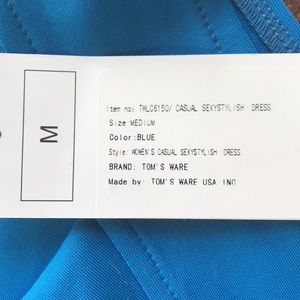 M
Item no: TWLC6150/ CASUAL SEXYSTYLISH DRESS
Size:MEDIUM
Color:BLUE
Style: WOMEN'S CASUAL SEXYSTYLISH DRESS
BRAND: TOM'S WARE
Made by: TOM'S WARE USA INC